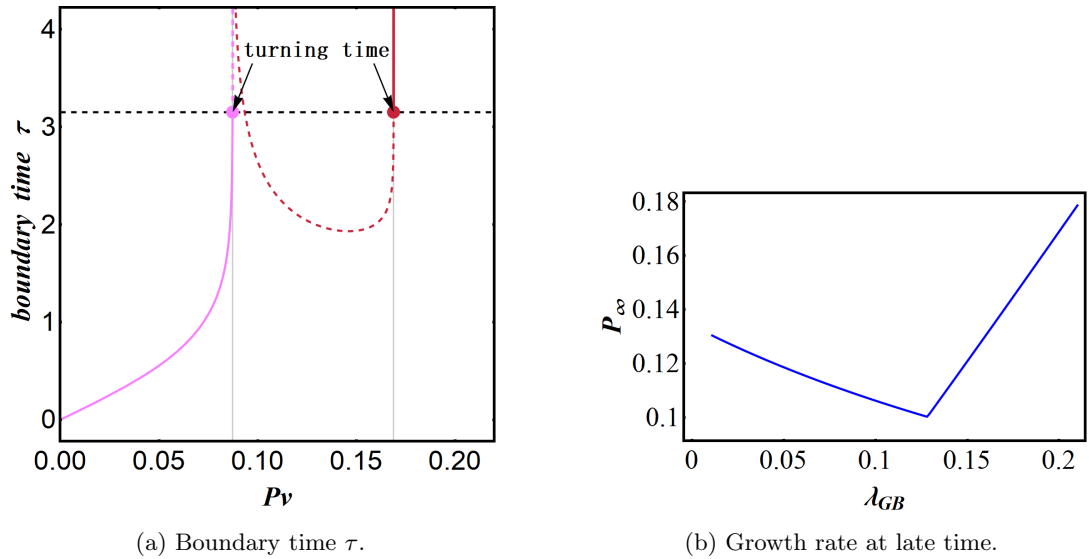 4
3
2
1
0
boundary time τ
turning time
0.00 0.05 0.10 0.15 0.20
Pv
(a) Boundary time τ.
0.18
0.16
0.14
0.12
0.1
P∞
0 0.05 0.1 0.15 0.2
λGB
(b) Growth rate at late time.